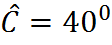 Ĉ = 40⁰